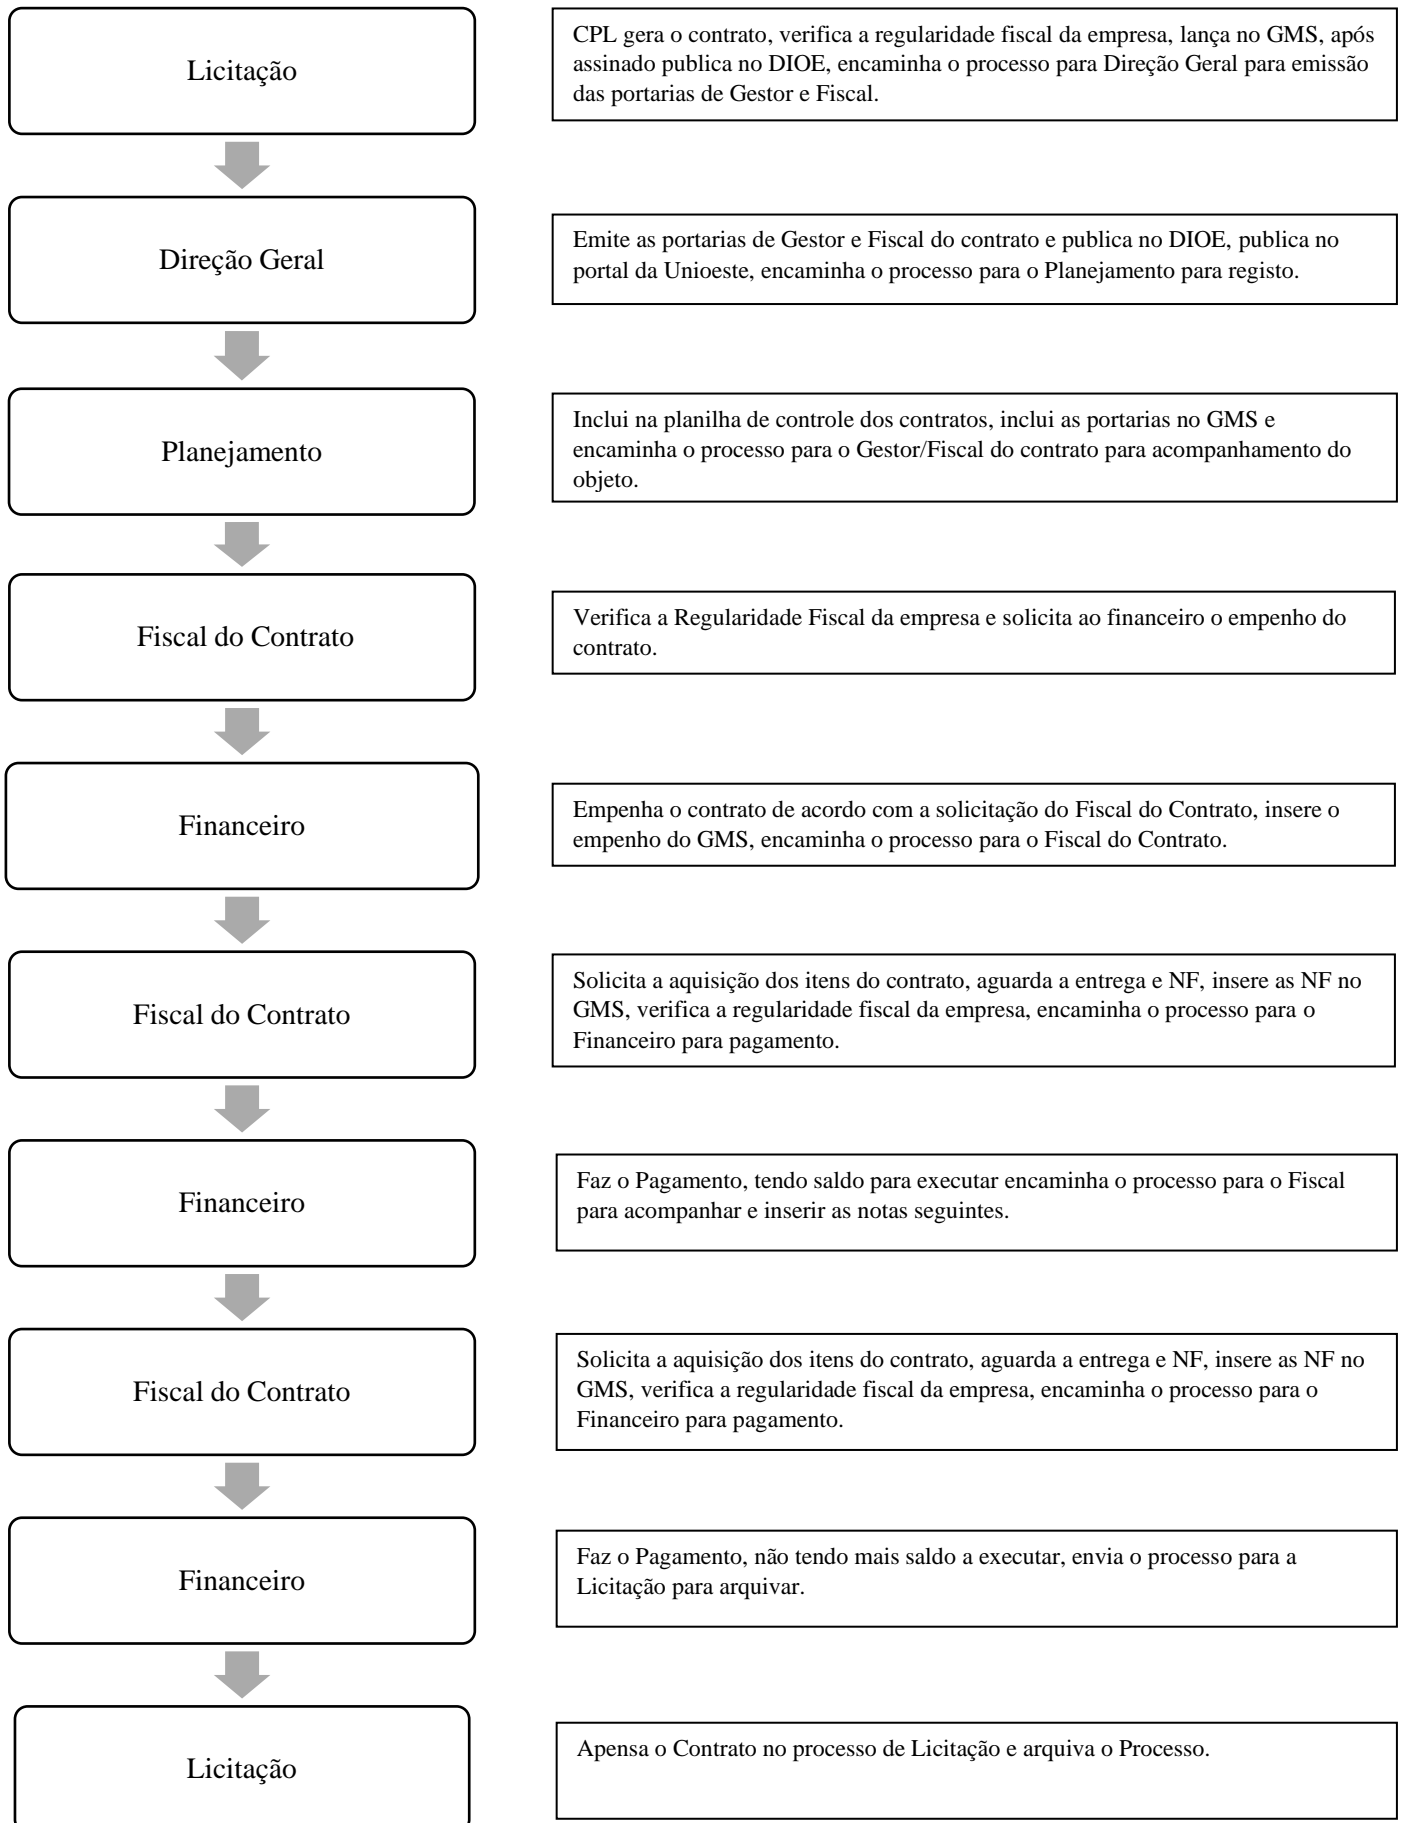 Licitação
CPL gera o contrato, verifica a regularidade fiscal da empresa, lança no GMS, após
assinado publica no DIOE, encaminha o processo para Direção Geral para emissão
das portarias de Gestor e Fiscal.
Direção Geral
Emite as portarias de Gestor e Fiscal do contrato e publica no DIOE, publica no
portal da Unioeste, encaminha o processo para o Planejamento para registo.
Planejamento
Inclui na planilha de controle dos contratos, inclui as portarias no GMS e
encaminha o processo para o Gestor/Fiscal do contrato para acompanhamento do
objeto.
Fiscal do Contrato
Verifica a Regularidade Fiscal da empresa e solicita ao financeiro o empenho do
contrato.
Financeiro
Empenha o contrato de acordo com a solicitação do Fiscal do Contrato, insere o
empenho do GMS, encaminha o processo para o Fiscal do Contrato.
Fiscal do Contrato
Solicita a aquisição dos itens do contrato, aguarda a entrega e NF, insere as NF no
GMS, verifica a regularidade fiscal da empresa, encaminha o processo para o
Financeiro para pagamento.
Financeiro
Faz o Pagamento, tendo saldo para executar encaminha o processo para o Fiscal
para acompanhar e inserir as notas seguintes.
Fiscal do Contrato
Solicita a aquisição dos itens do contrato, aguarda a entrega e NF, insere as NF no
GMS, verifica a regularidade fiscal da empresa, encaminha o processo para o
Financeiro para pagamento.
Financeiro
Faz o Pagamento, não tendo mais saldo a executar, envia o processo para a
Licitação para arquivar.
Licitação
Apensa o Contrato no processo de Licitação e arquiva o Processo.